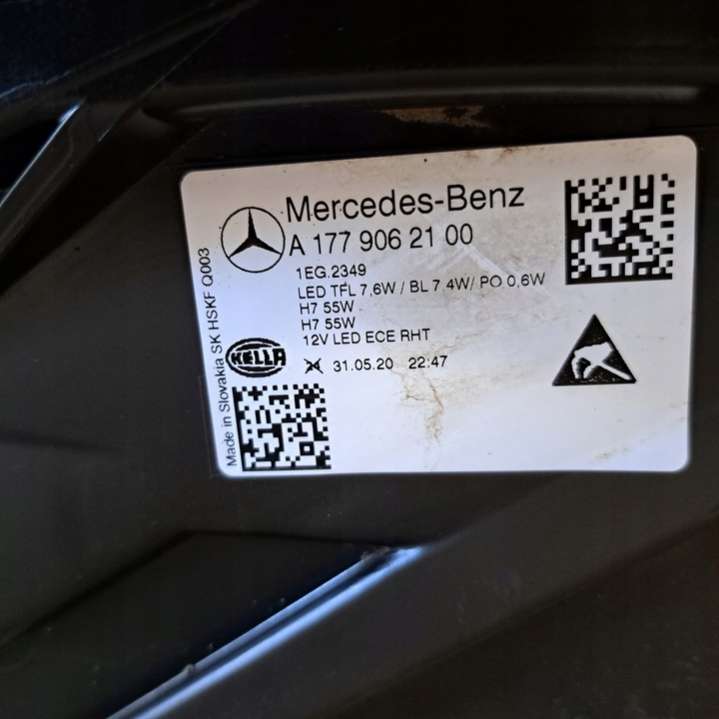 Mercedes-Benz
A 177 906 21 00
1EG.2349
LED TFL 7,6W / BL 7,4W/ PO 0,6W
H7 55W
H7 55W
12V LED ECE RHT
HELLA
31.05.20 22:47
Made in Slovakia SK HSKF Q003